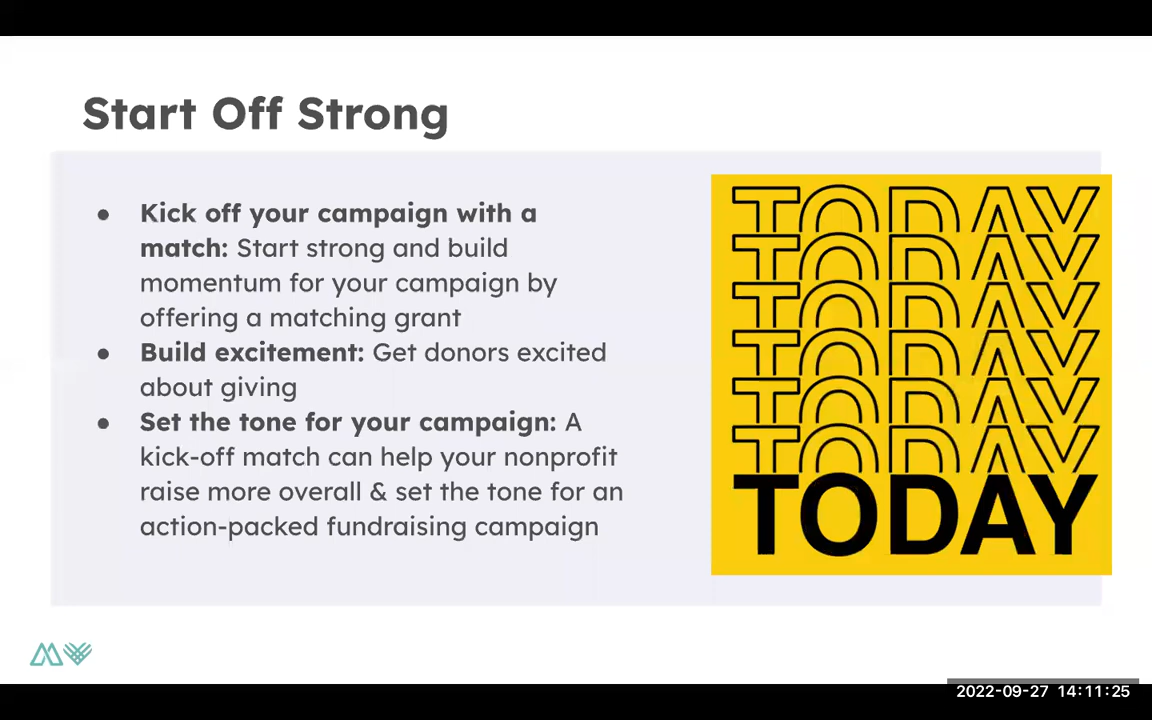 Start Off Strong
● Kick off your campaign with a
match: Start strong and build
momentum for your campaign by
offering a matching grant
● Build excitement: Get donors excited
about giving
● Set the tone for your campaign: A
kick-off match can help your nonprofit
raise more overall & set the tone for an
action-packed fundraising campaign
TODAY
TODAY
TODAY
TODAY
TODAY
TODAY
TODAY
2022-09-27 14:11:25